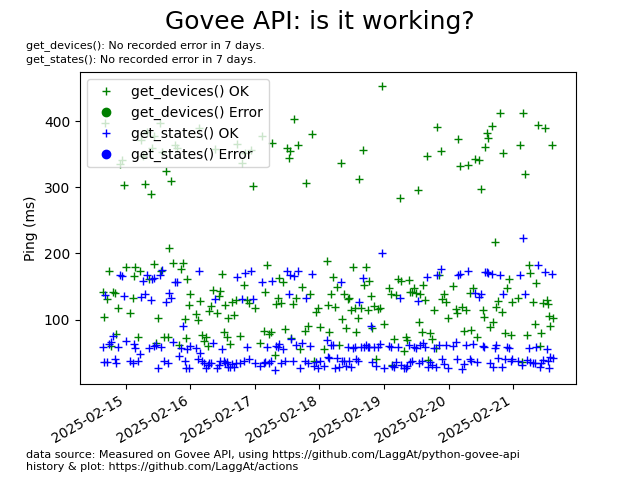 Govee API: is it working?
get_devices(): No recorded error in 7 days.
get_states(): No recorded error in 7 days.
get_devices() OK
get_devices() Error
get_states() OK
get_states() Error
Ping (ms)
400
300
200
100
2025-02-15
2025-02-16
2025-02-17
2025-02-18
2025-02-19
2025-02-20
2025-02-21
data source: Measured on Govee API, using https://github.com/LaggAt/python-govee-api
history & plot: https://github.com/LaggAt/actions